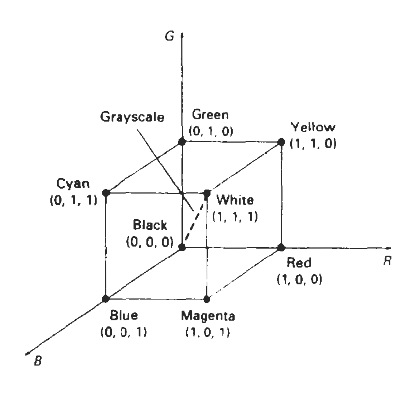 G
Green
(0, 1, 0)
Grayscale
Yellow
(1, 1, 0)
Cyan
(0, 1, 1)
White
(1, 1, 1)
Black
(0, 0, 0)
R
Red
(1, 0, 0)
Blue
(0, 0, 1)
Magenta
(1, 0, 1)
B